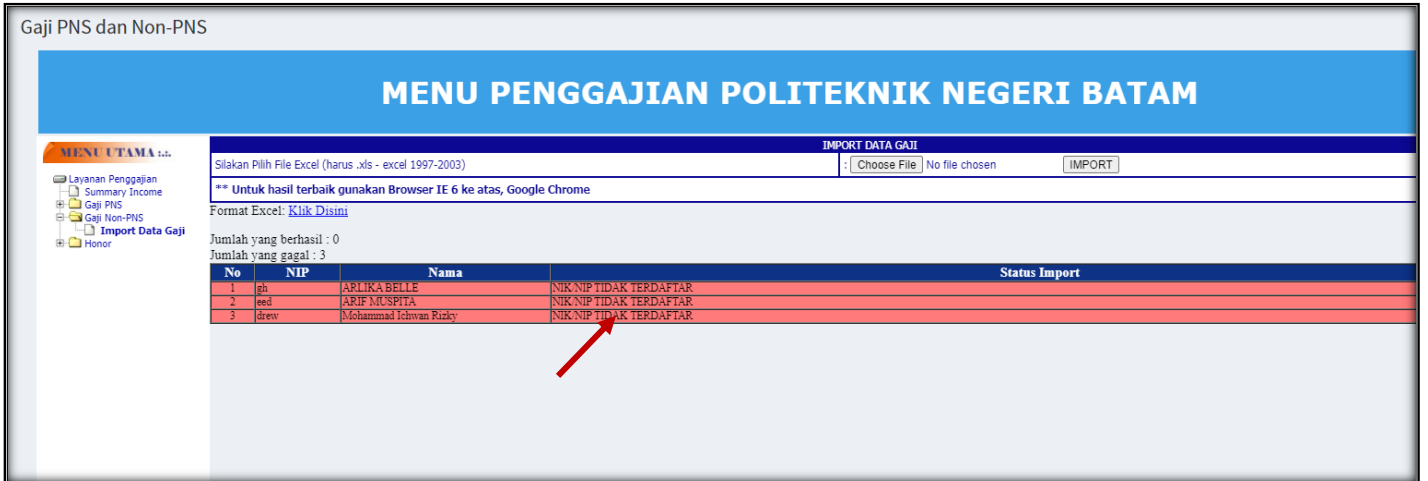 Gaji PNS dan Non-PNS
MENU PENGGAJIAN POLITEKNIK NEGERI BATAM
MENU UTAMA :.:.
Layanan Penggajian
Summary Income
Gaji PNS
Gaji Non-PNS
Import Data Gaji
Honor
IMPORT DATA GAJI
Silakan Pilih File Excel (harus .xls - excel 1997-2003) : Choose File No file chosen IMPORT
** Untuk hasil terbaik gunakan Browser IE 6 ke atas, Google Chrome
Format Excel: Klik Disini
Jumlah yang berhasil : 0
Jumlah yang gagal : 3
No NIP Nama Status Import
1 gh ARLIKA BELLE NIK/NIP TIDAK TERDAFTAR
2 eed ARIF MUSPITA NIK/NIP TIDAK TERDAFTAR
3 drew Mohammad Ichwan Rizky NIK/NIP TIDAK TERDAFTAR